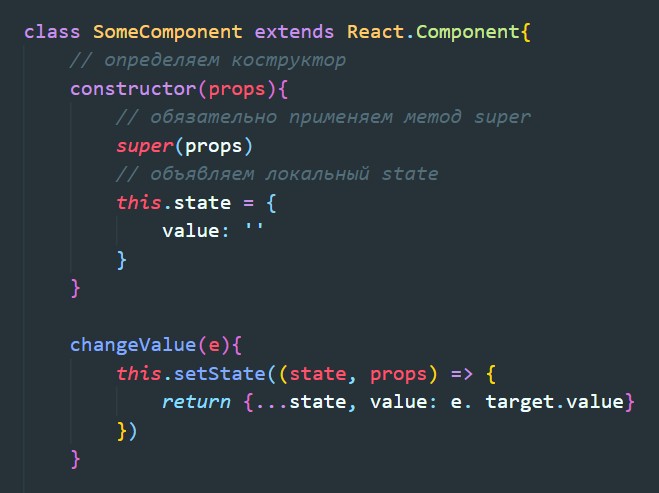 class SomeComponent extends React.Component{
// определяем коструктор
constructor(props){
// обязательно применяем метод super
super(props)
// объявляем локальный state
this.state = {
value: ''
}
}
changeValue(e){
this.setState((state, props) => {
return {...state, value: e. target.value}
})
}